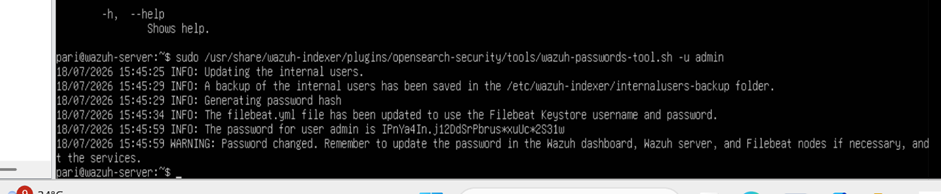 -h, --help
Shows help.
pari@wazuh-server:~$ sudo /usr/share/wazuh-indexer/plugins/opensearch-security/tools/wazuh-passwords-tool.sh -u admin
18/07/2026 15:45:25 INFO: Updating the internal users.
18/07/2026 15:45:29 INFO: A backup of the internal users has been saved in the /etc/wazuh-indexer/internalusers-backup folder.
18/07/2026 15:45:29 INFO: Generating password hash
18/07/2026 15:45:34 INFO: The filebeat.yml file has been updated to use the Filebeat Keystore username and password.
18/07/2026 15:45:59 INFO: The password for user admin is IPnYa4In.j12DdSrPbrus*xuUc*2S31w
18/07/2026 15:45:59 WARNING: Password changed. Remember to update the password in the Wazuh dashboard, Wazuh server, and Filebeat nodes if necessary, and restar
t the services.
pari@wazuh-server:~$ _